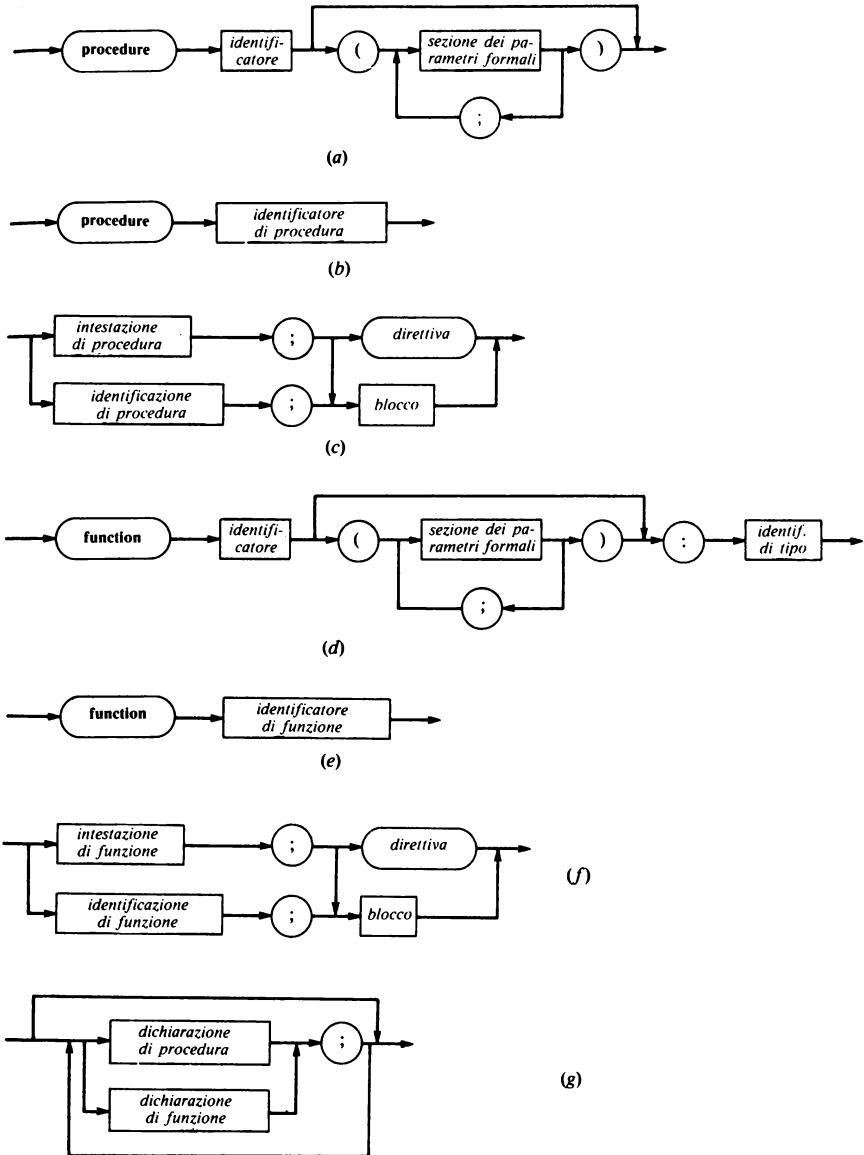 procedure
identifi-
catore
(
sezione dei pa-
rametri formali
)
;
(a)
procedure
identificatore
di procedura
(b)
intestazione
di procedura
;
direttiva
identificazione
di procedura
;
blocco
(c)
function
identifi-
catore
(
sezione dei pa-
rametri formali
)
:
identif.
di tipo
;
(d)
function
identificatore
di funzione
(e)
intestazione
di funzione
;
direttiva
identificazione
di funzione
;
blocco
(f)
dichiarazione
di procedura
;
dichiarazione
di funzione
(g)